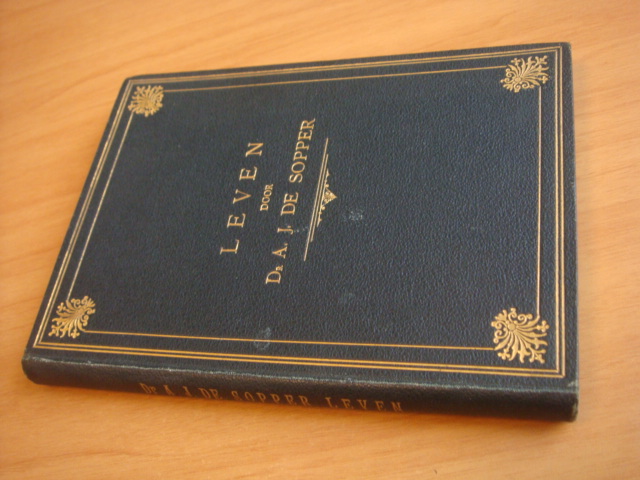 LEVEN
DOOR
DR A. J. DE SOPPER
DR A. J. DE SOPPER LEVEN